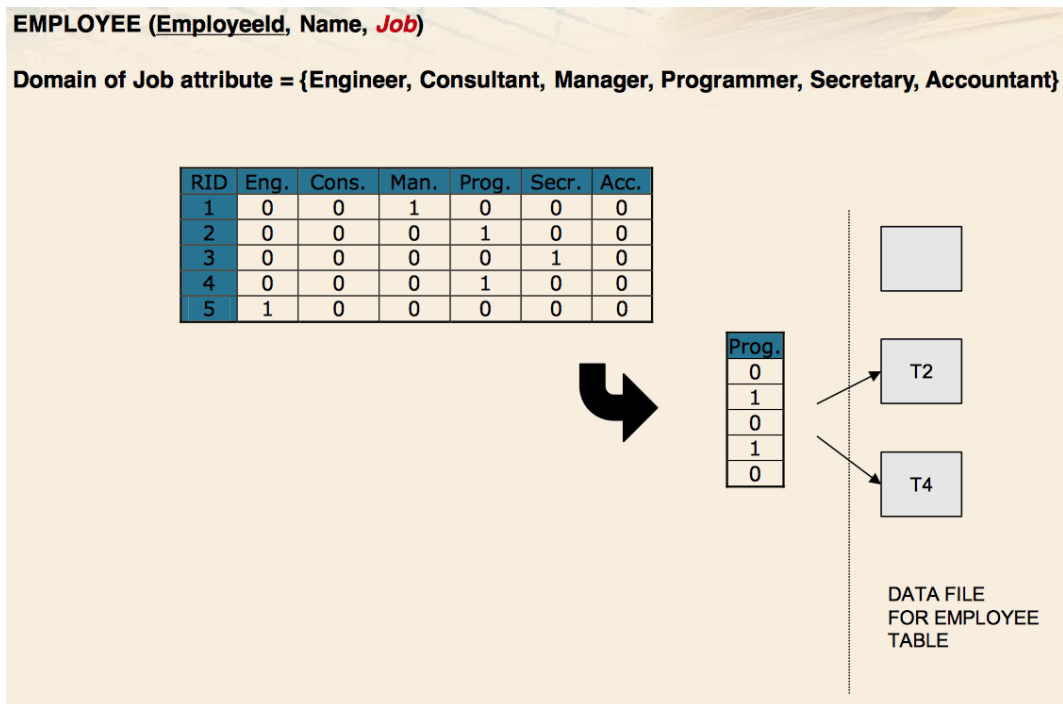 EMPLOYEE (EmployeeId, Name, Job)
Domain of Job attribute = {Engineer, Consultant, Manager, Programmer, Secretary, Accountant}
RID Eng. Cons. Man. Prog. Secr. Acc.
1 0 0 1 0 0 0
2 0 0 0 1 0 0
3 0 0 0 0 1 0
4 0 0 0 1 0 0
5 1 0 0 0 0 0
Prog.
0
1
0
1
0
T2
T4
DATA FILE
FOR EMPLOYEE
TABLE